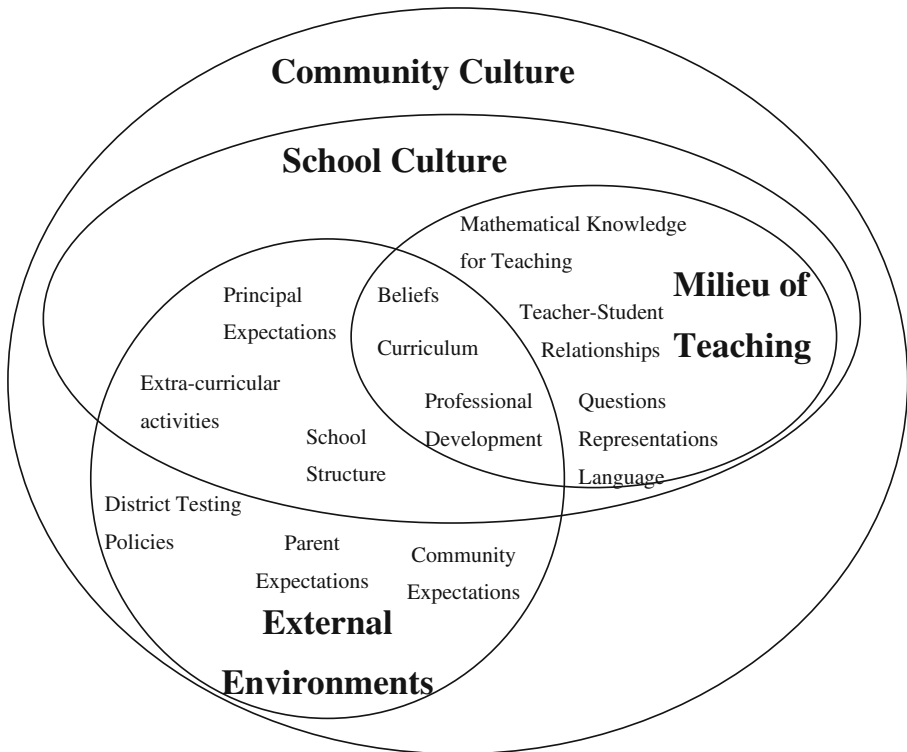 Community Culture
School Culture
Mathematical Knowledge
for Teaching
Milieu of
Teaching
Principal
Expectations
Beliefs
Curriculum
Teacher-Student
Relationships
Extra-curricular
activities
School
Structure
Professional
Development
Questions
Representations
Language
District Testing
Policies
Parent
Expectations
Community
Expectations
External
Environments